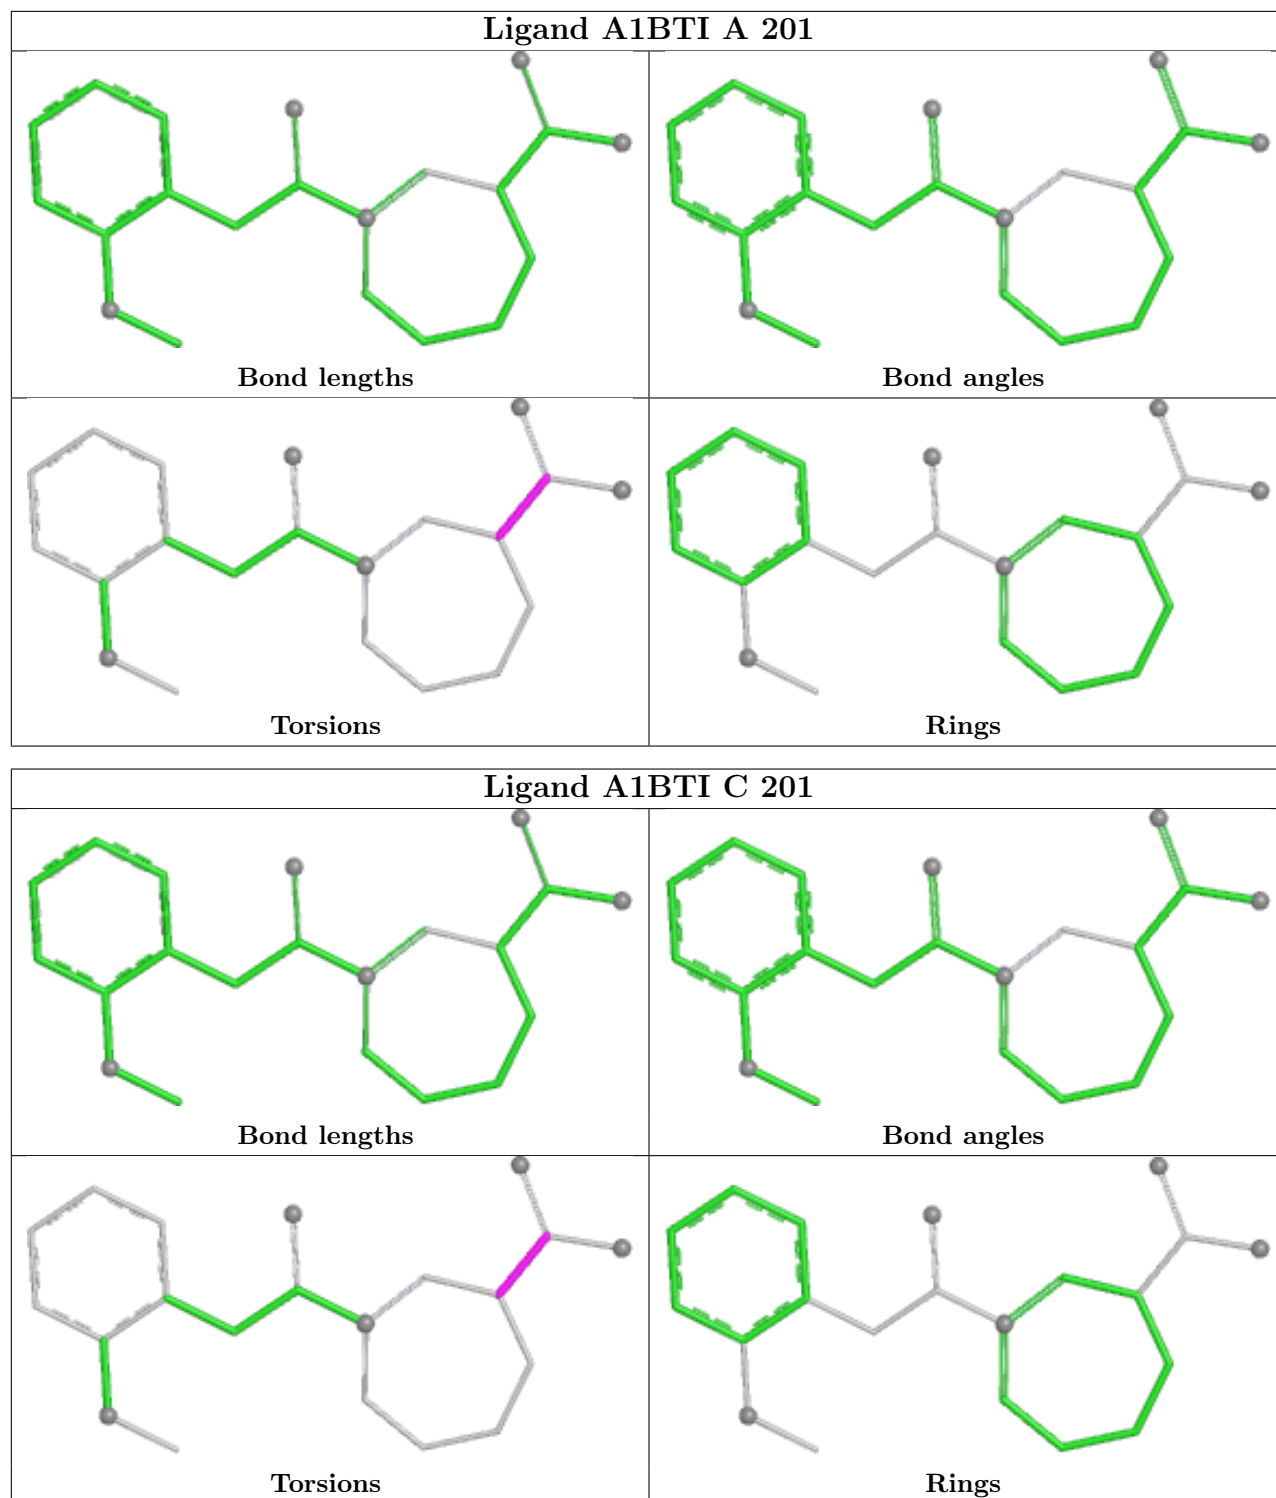 Ligand A1BTI A 201
Bond lengths
Bond angles
Torsions
Rings
Ligand A1BTI C 201
Bond lengths
Bond angles
Torsions
Rings